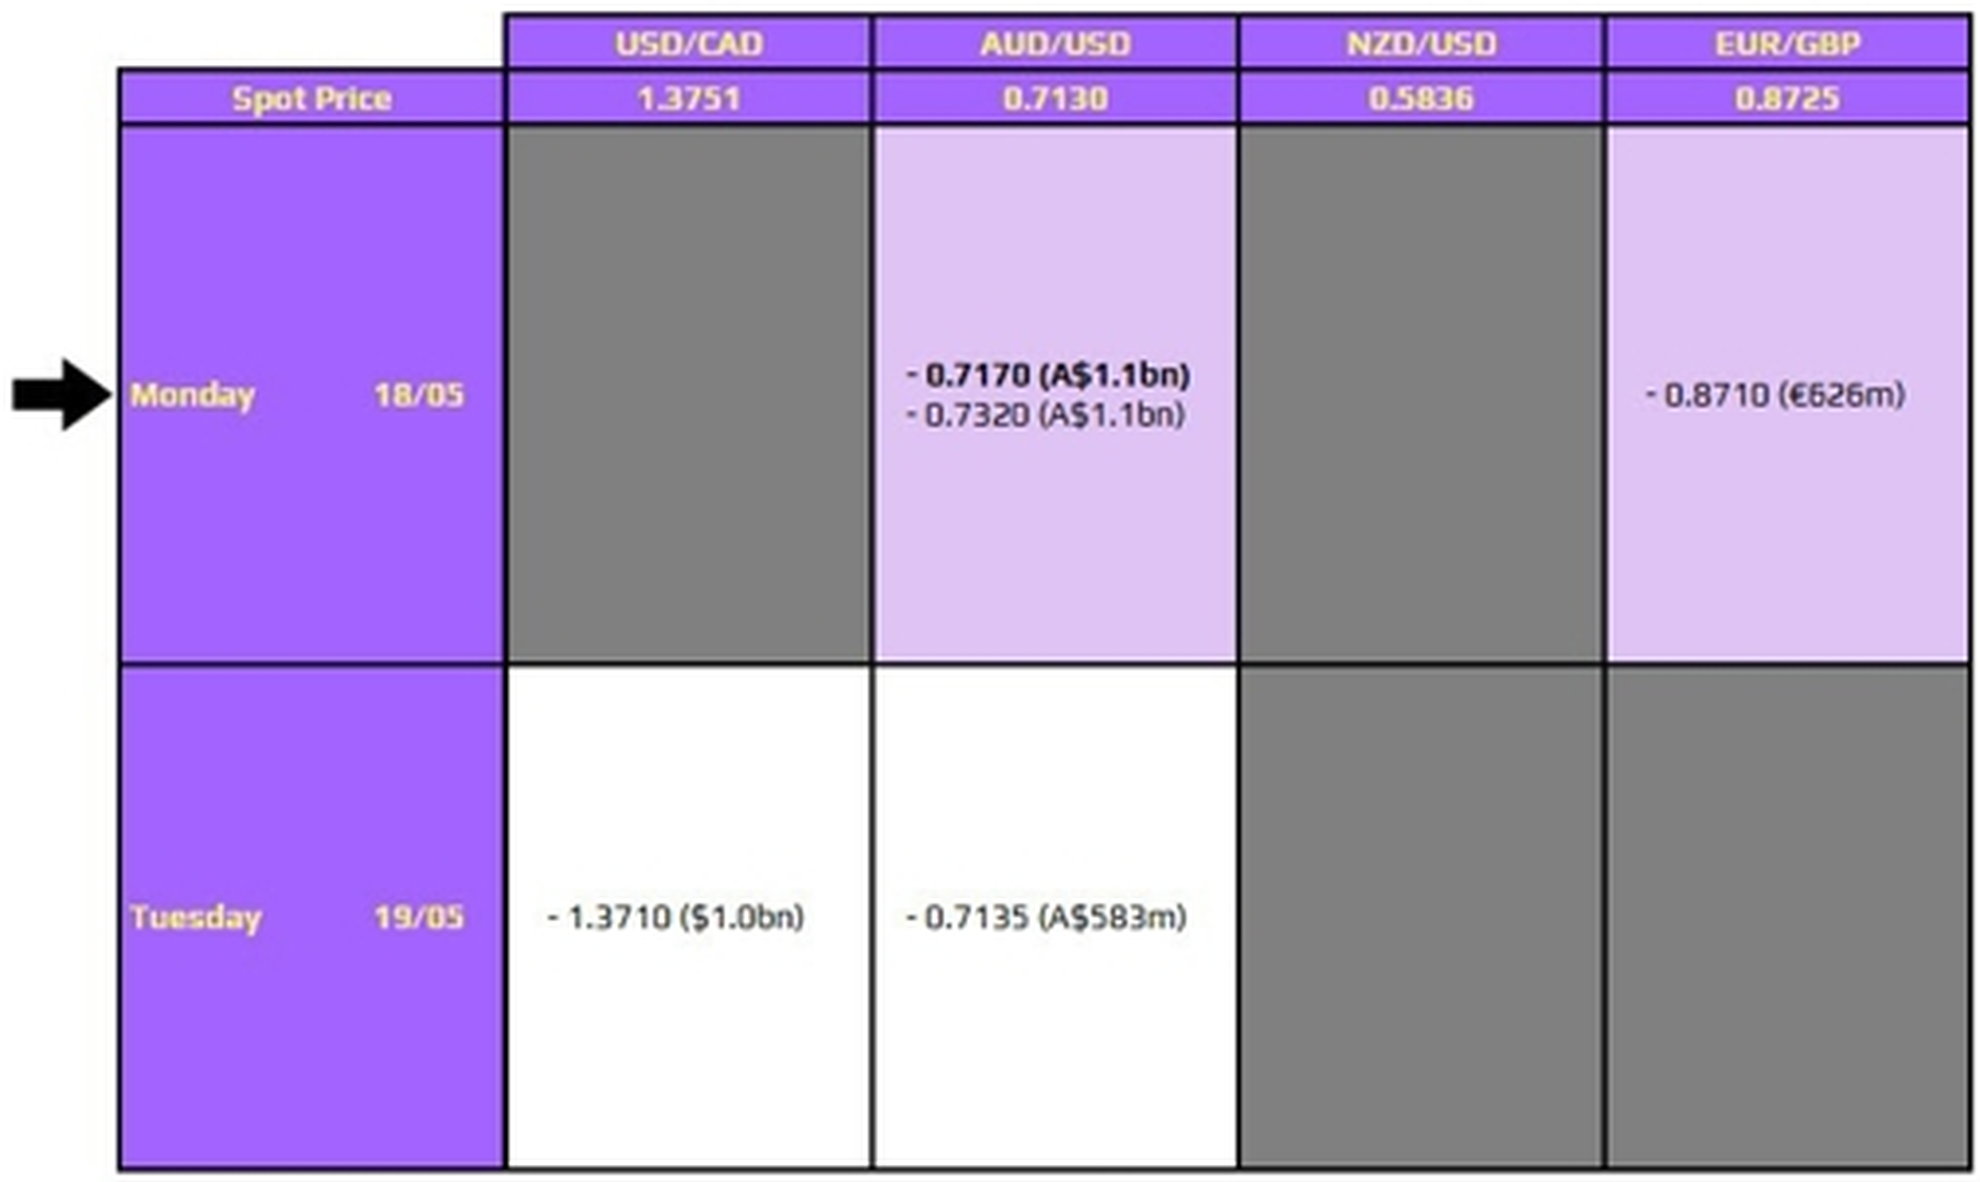 USD/CAD AUD/USD NZD/USD EUR/GBP
Spot Price 1.3751 0.7130 0.5836 0.8725
Monday 18/05
- 0.7170 (A$1.1bn)
- 0.7320 (A$1.1bn)
- 0.8710 (€626m)
Tuesday 19/05 - 1.3710 ($1.0bn) - 0.7135 (A$583m)